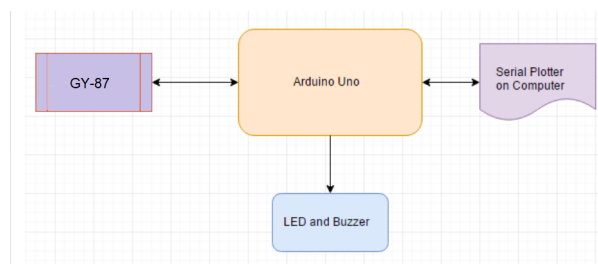 GY-87
Arduino Uno
Serial Plotter
on Computer
LED and Buzzer